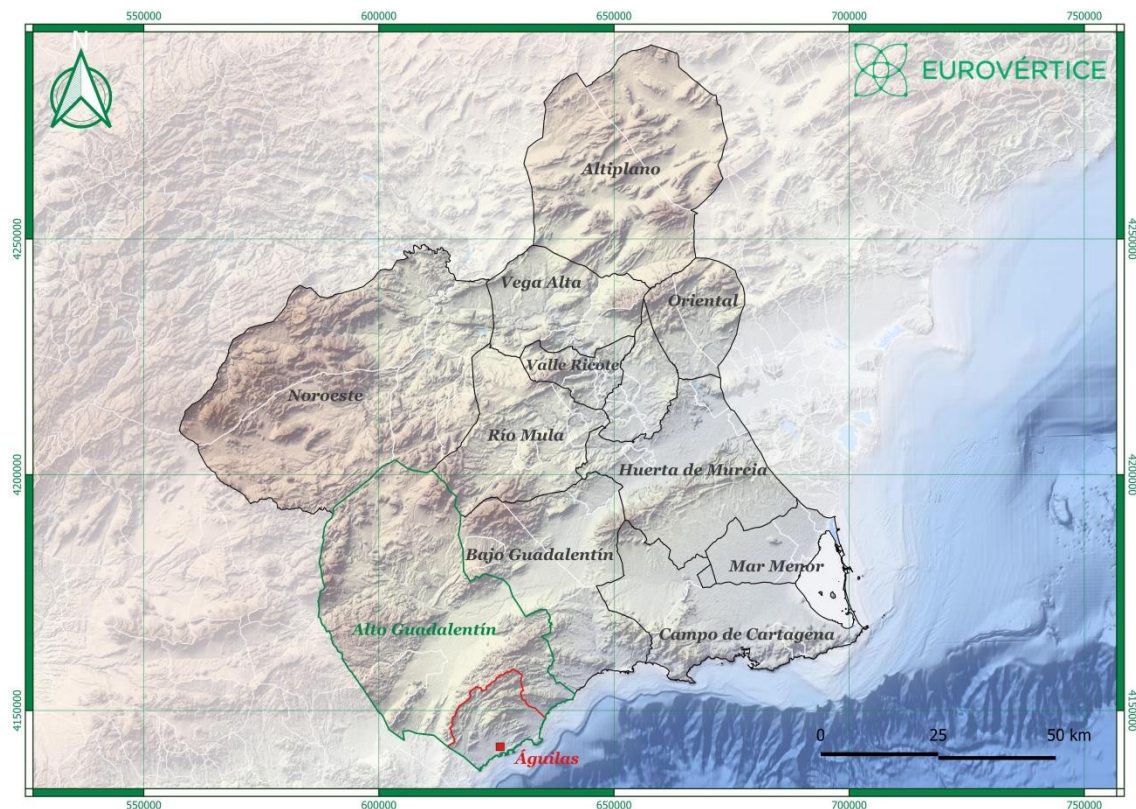 550000 600000 650000 700000 750000
N
EUROVÉRTICE
Altiplano
4250000 4250000
Vega Alta
Oriental
Valle Ricote
Noroeste
Río Mula
Huerta de Murcia
4200000 4200000
Bajo Guadalentín
Mar Menor
Alto Guadalentín
Campo de Cartagena
4150000 4150000
0 25 50 km
Águilas
550000 600000 650000 700000 750000